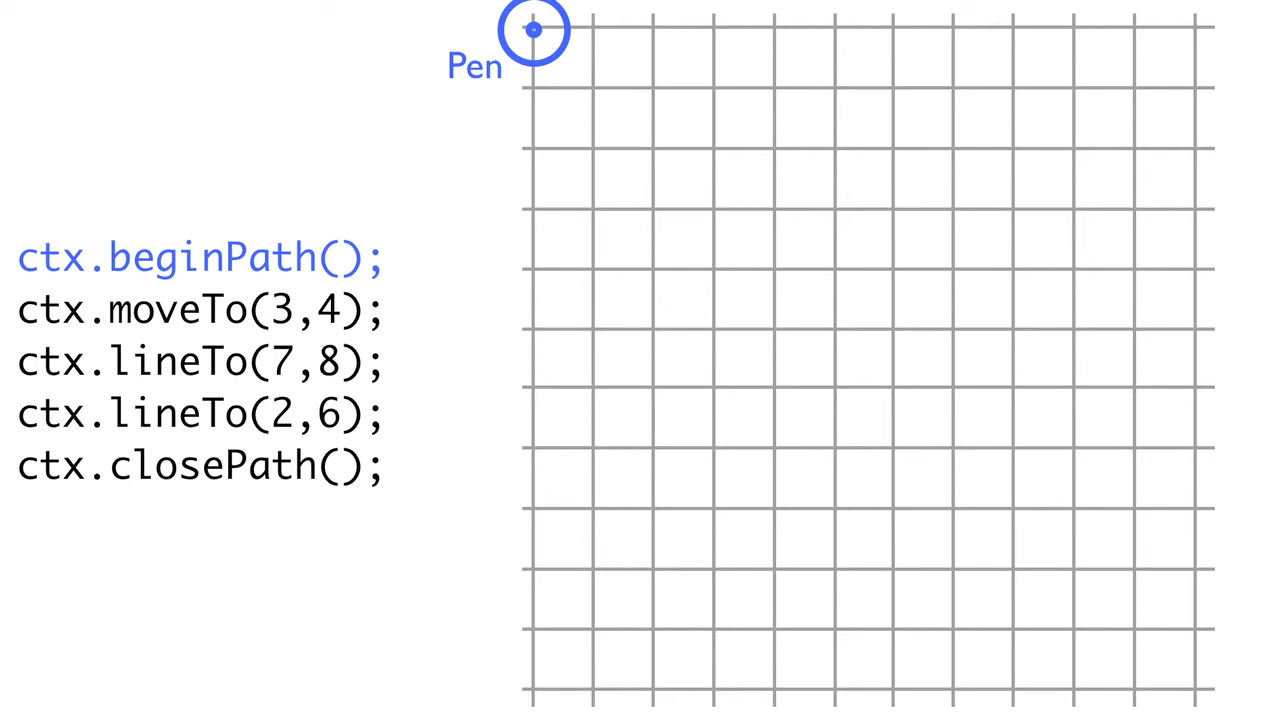 Pen
ctx.beginPath();
ctx.moveTo(3,4);
ctx.lineTo(7,8);
ctx.lineTo(2,6);
ctx.closePath();